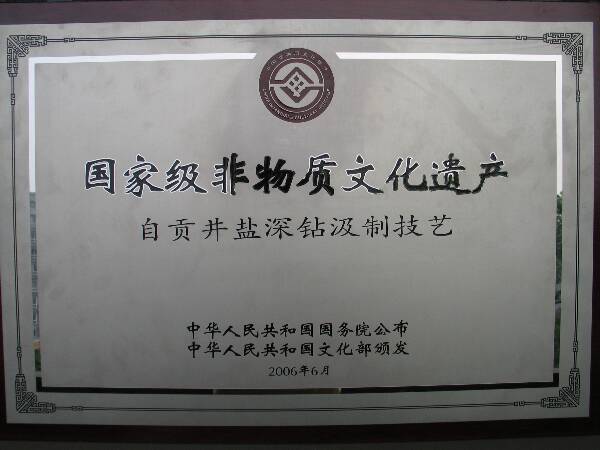 国家级非物质文化遗产
自贡井盐深钻汲制技艺
中华人民共和国国务院公布
中华人民共和国文化部颁发
2006年6月